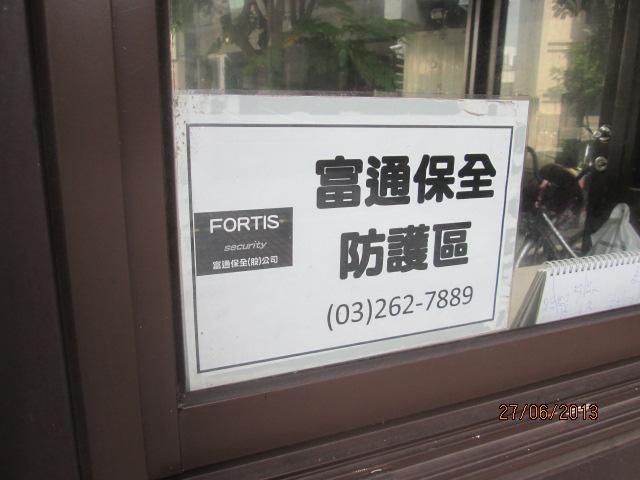 FORTIS
security
富通保全(股)公司
富通保全
防護區
(03)262-7889
27/06/2013